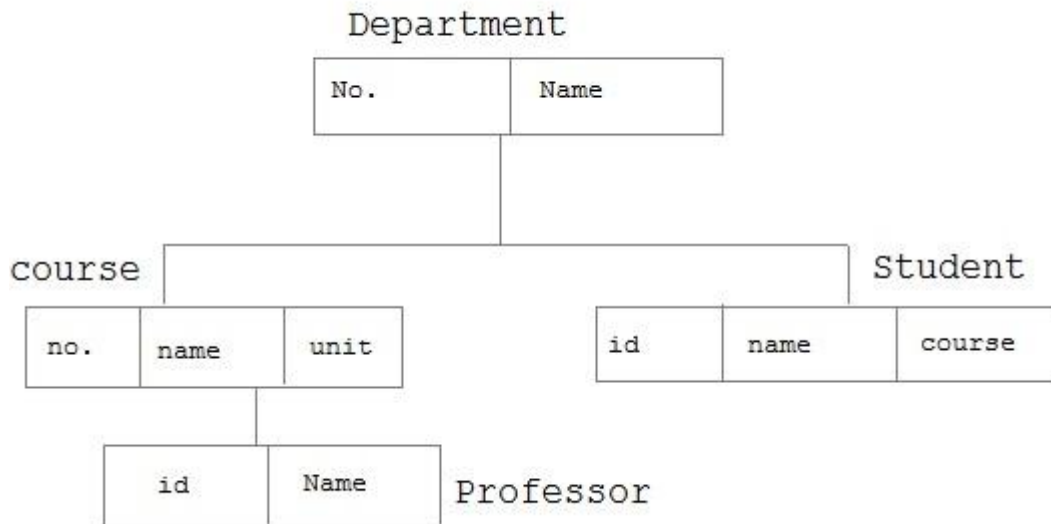 Department
No. Name
course
Student
no. name unit
id name course
id Name
Professor